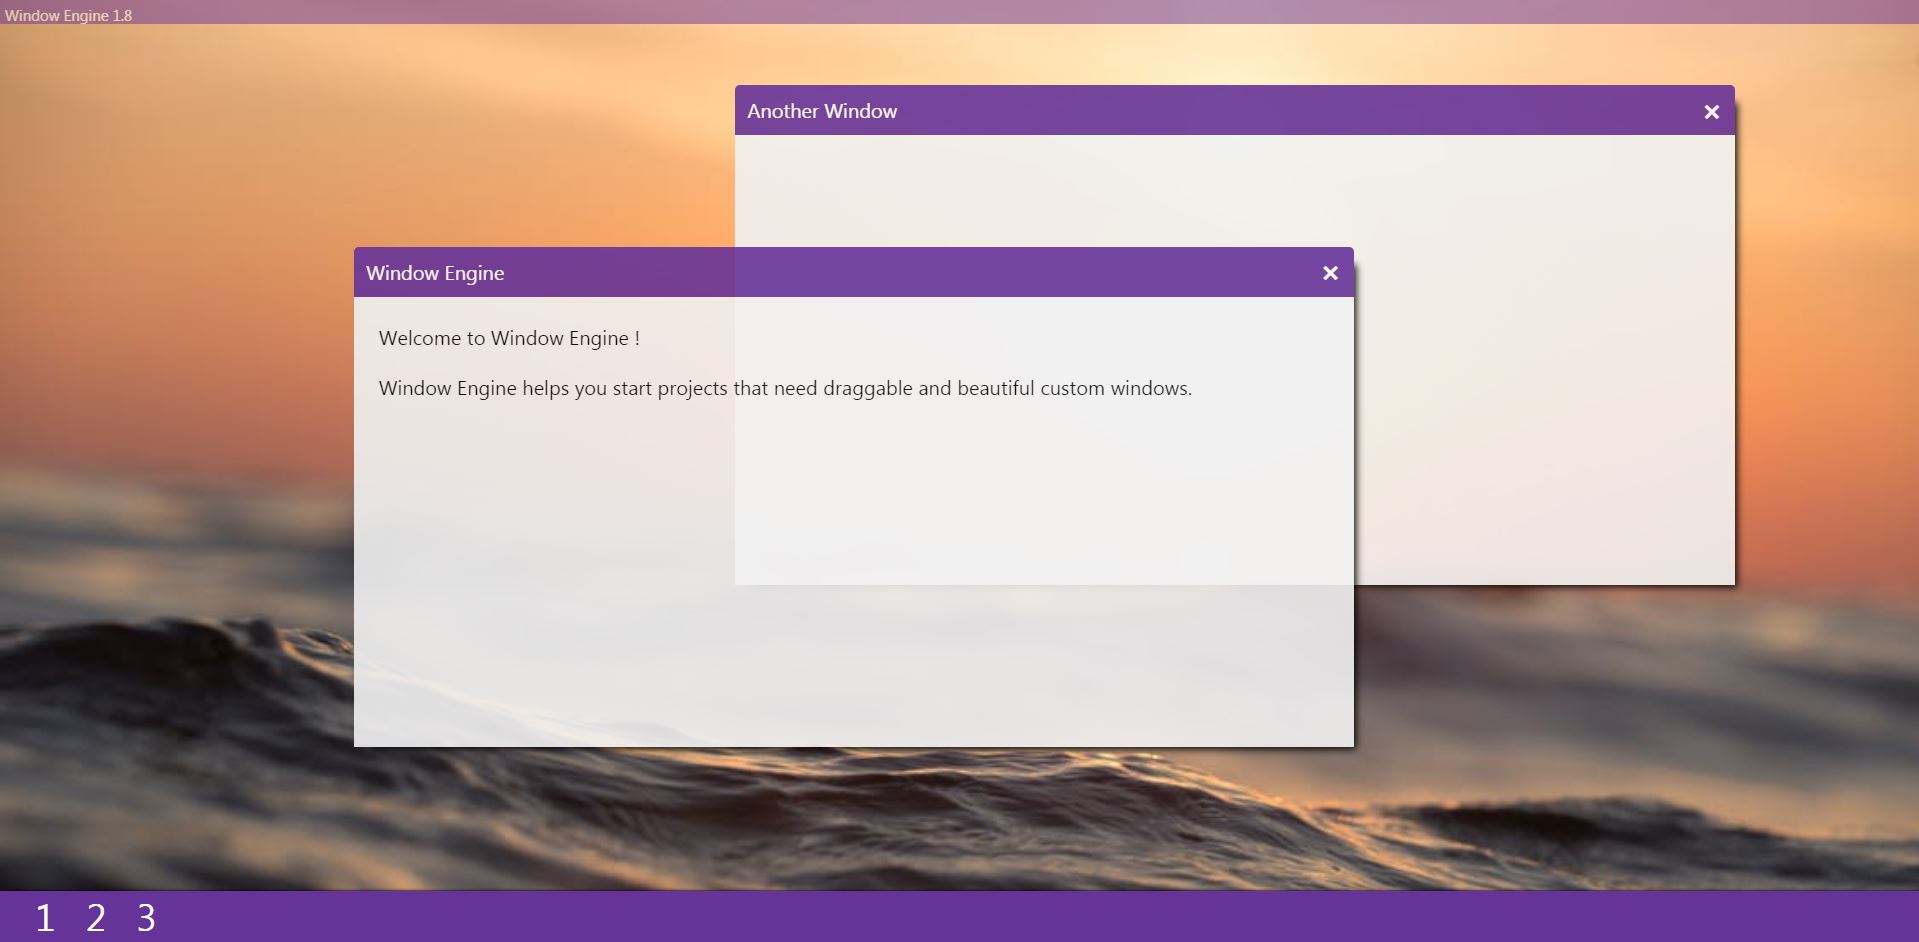 Window Engine 1.8
Another Window
Window Engine
Welcome to Window Engine !
Window Engine helps you start projects that need draggable and beautiful custom windows.
1 2 3